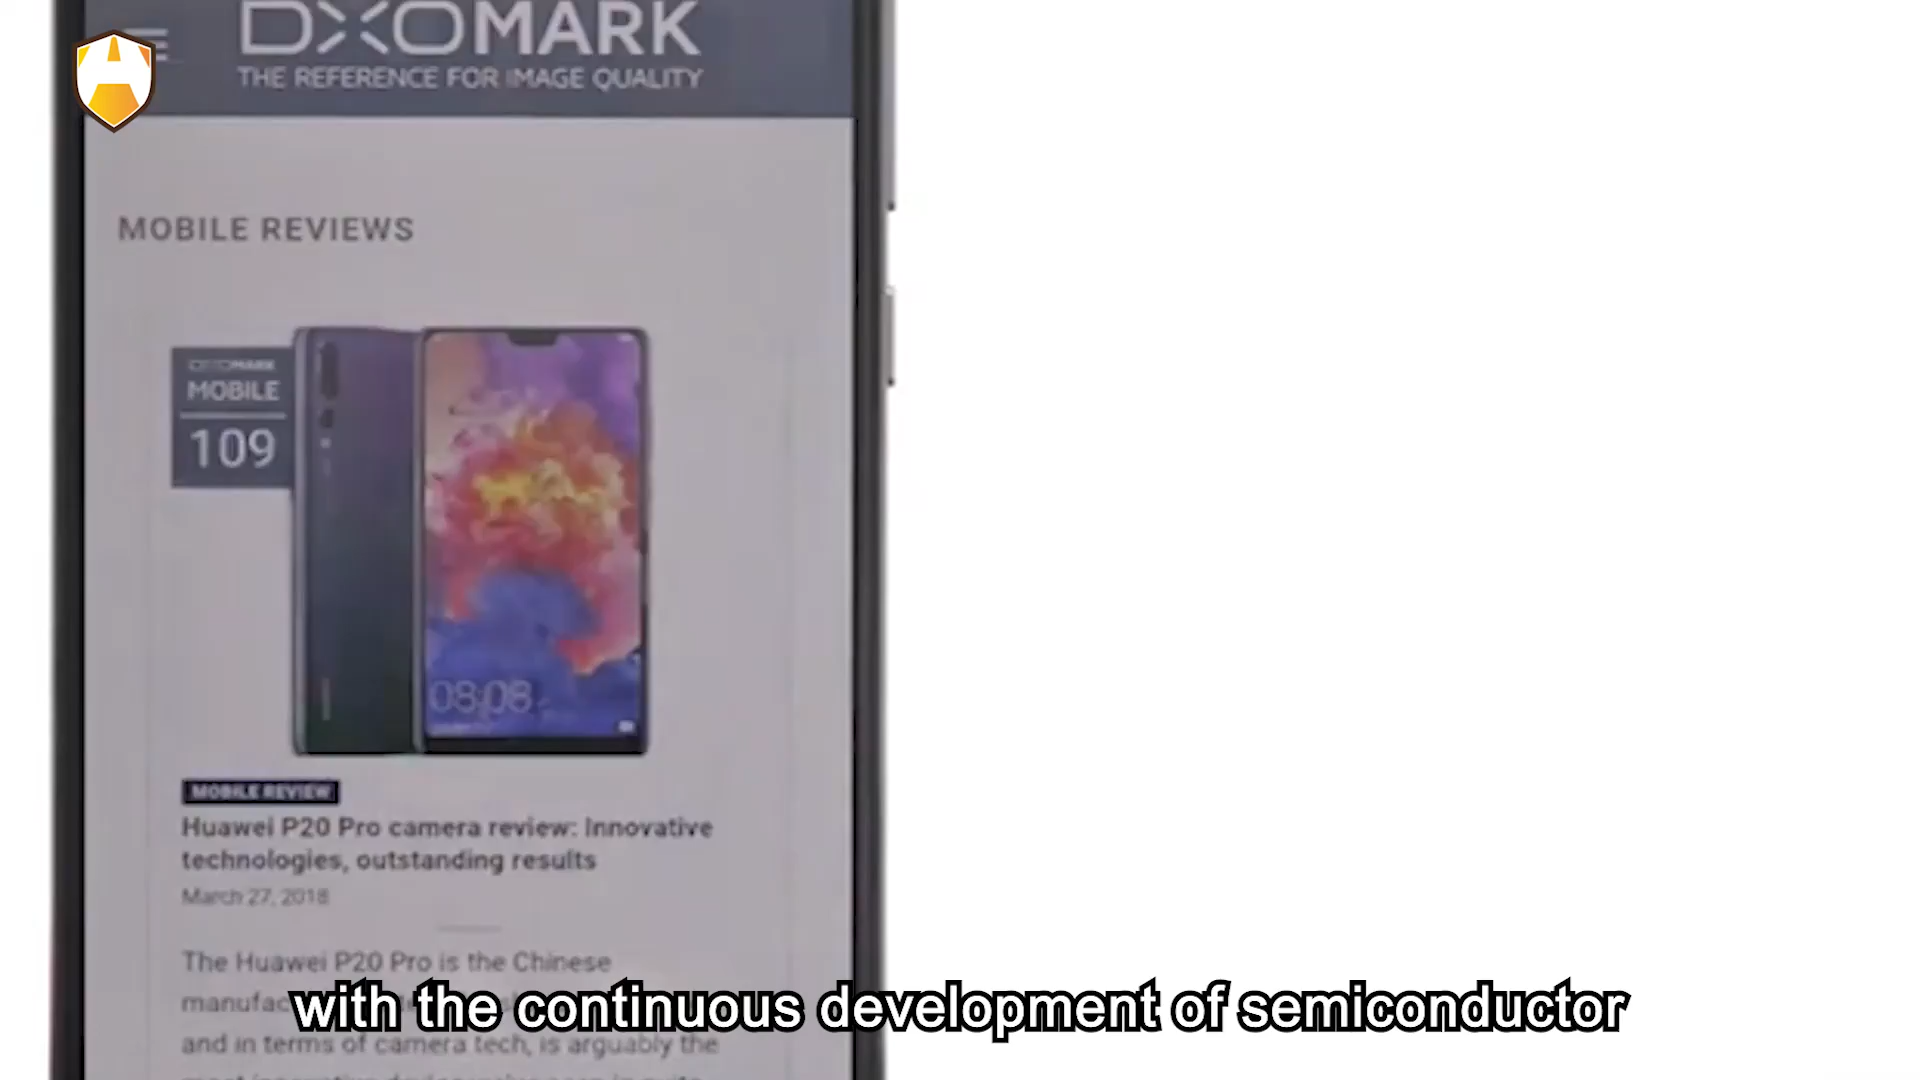 DXOMARK
THE REFERENCE FOR IMAGE QUALITY
MOBILE REVIEWS
DXOMARK
MOBILE
109
08:08
MOBILE REVIEW
Huawei P20 Pro camera review: Innovative
technologies, outstanding results
March 27, 2018
The Huawei P20 Pro is the Chinese
with the continuous development of semiconductor
and in terms of camera tech, is arguably the